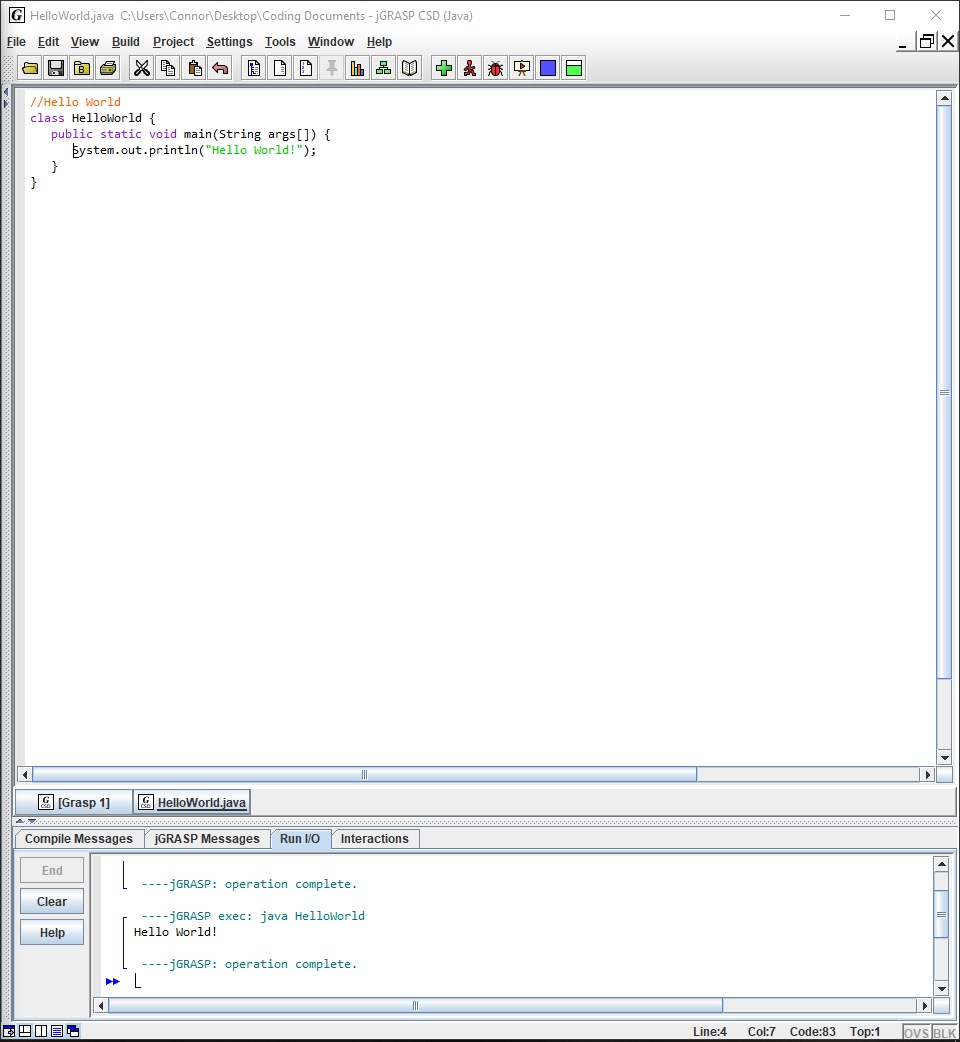 HelloWorld.java  C:\Users\Connor\Desktop\Coding Documents - jGRASP CSD (Java)
File Edit View Build Project Settings Tools Window Help
//Hello World
class HelloWorld {
   public static void main(String args[]) {
      System.out.println("Hello World!");
   }
}
[Grasp 1] HelloWorld.java
Compile Messages jGRASP Messages Run I/O Interactions
End
Clear
Help
----jGRASP: operation complete.
----jGRASP exec: java HelloWorld
Hello World!
----jGRASP: operation complete.
Line:4 Col:7 Code:83 Top:1 OVS BLK